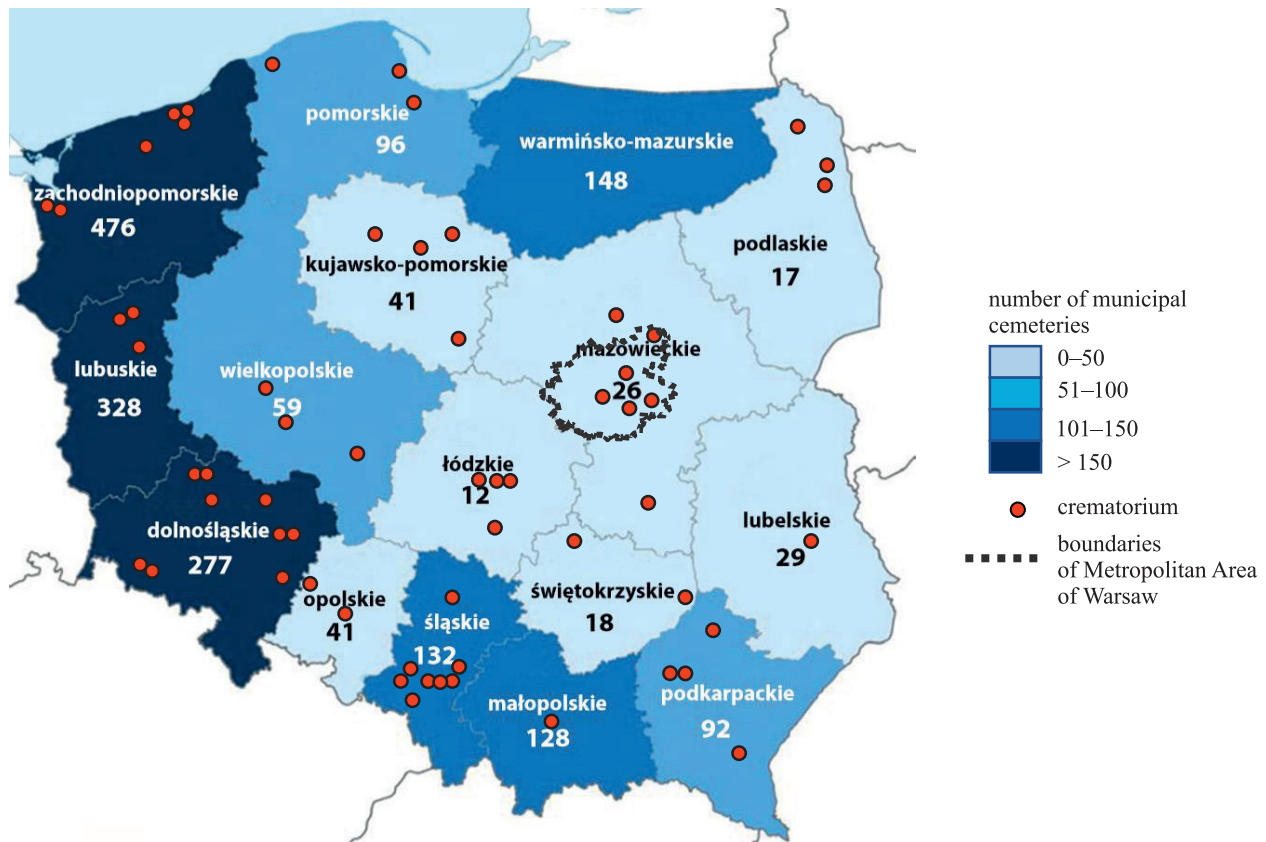 pomorskie
96
warmińsko-mazurskie
148
zachodniopomorskie
476
podlaskie
17
kujawsko-pomorskie
41
mazowieckie
26
lubuskie
328
wielkopolskie
59
łódzkie
12
dolnośląskie
277
lubelskie
29
opolskie
41
śląskie
132
świętokrzyskie
18
małopolskie
128
podkarpackie
92
number of municipal
cemeteries
0–50
51–100
101–150
> 150
crematorium
boundaries
of Metropolitan Area
of Warsaw